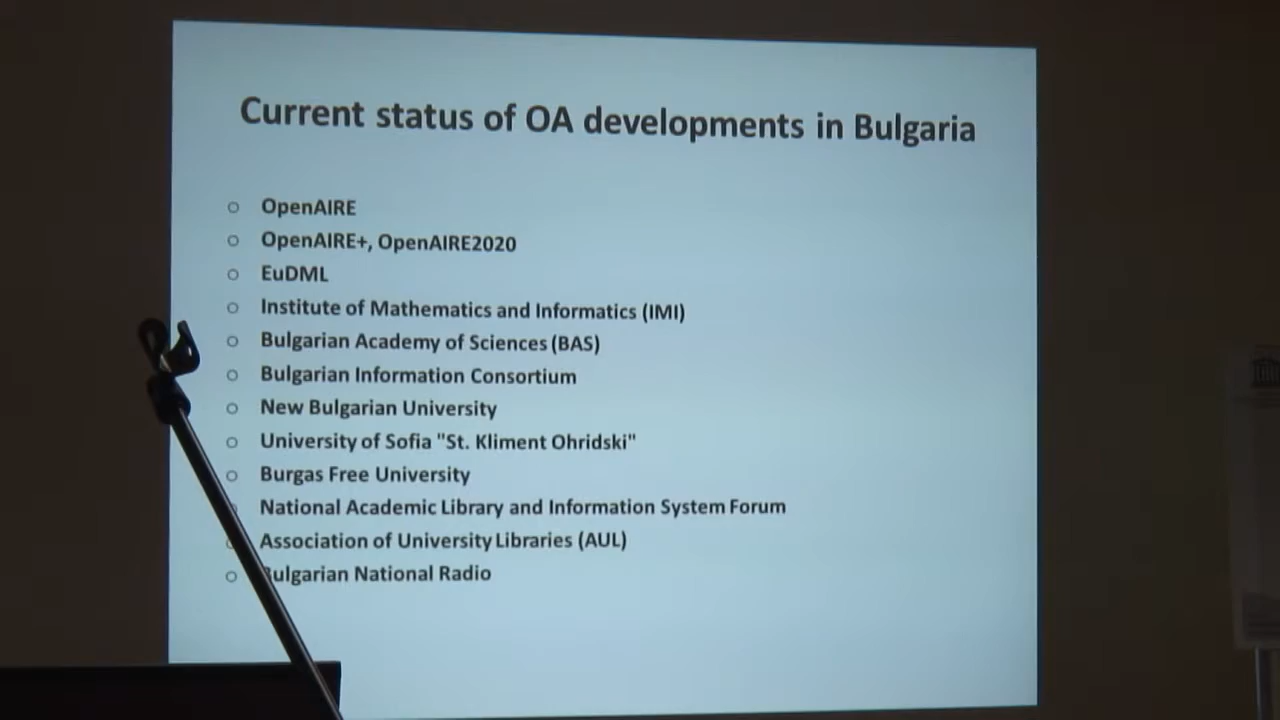 Current status of OA developments in Bulgaria
OpenAIRE
OpenAIRE+, OpenAIRE2020
EuDML
Institute of Mathematics and Informatics (IMI)
Bulgarian Academy of Sciences (BAS)
Bulgarian Information Consortium
New Bulgarian University
University of Sofia "St. Kliment Ohridski"
Burgas Free University
National Academic Library and Information System Forum
Association of University Libraries (AUL)
Bulgarian National Radio